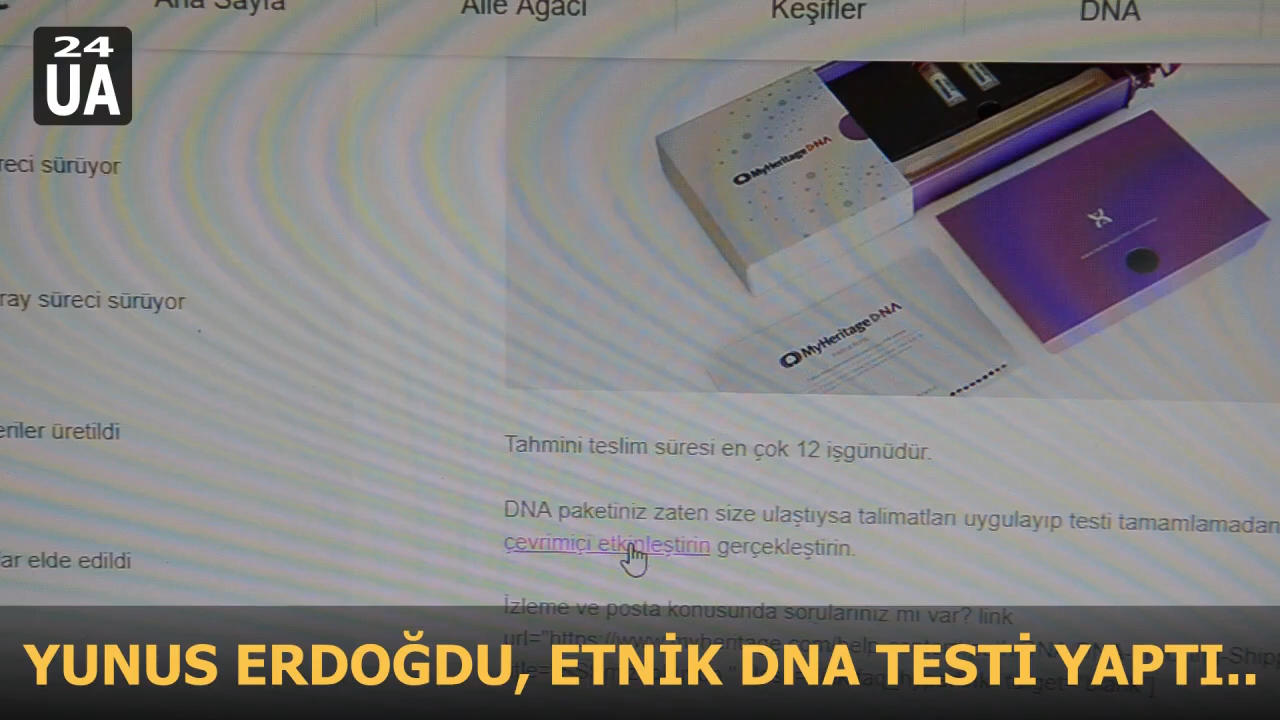 Ana Sayfa
Aile Ağacı
Keşifler
DNA
24
UA
reci sürüyor
ray süreci sürüyor
eriler üretildi
ar elde edildi
MyHeritage DNA
MyHeritage DNA
Tahmini teslim süresi en çok 12 işgünüdür.
DNA paketiniz zaten size ulaştıysa talimatları uygulayıp testi tamamlamadan
çevrimiçi etkinleştirin gerçekleştirin.
İzleme ve posta konusunda sorularınız mı var? link
YUNUS ERDOĞDU, ETNİK DNA TESTİ YAPTI..